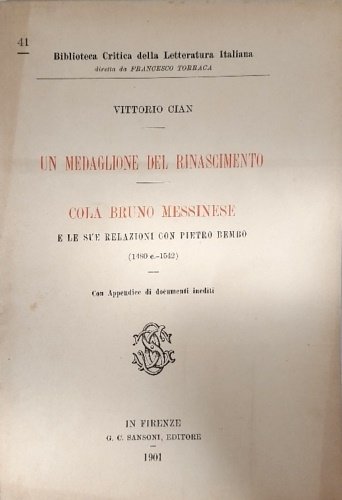 41
Biblioteca Critica della Letteratura Italiana
diretta da FRANCESCO TORRACA
VITTORIO CIAN
UN MEDAGLIONE DEL RINASCIMENTO
COLA BRUNO MESSINESE
E LE SUE RELAZIONI CON PIETRO BEMBO
(1480 c.-1542)
Con Appendice di documenti inediti
IN FIRENZE
G. C. SANSONI, EDITORE
1901